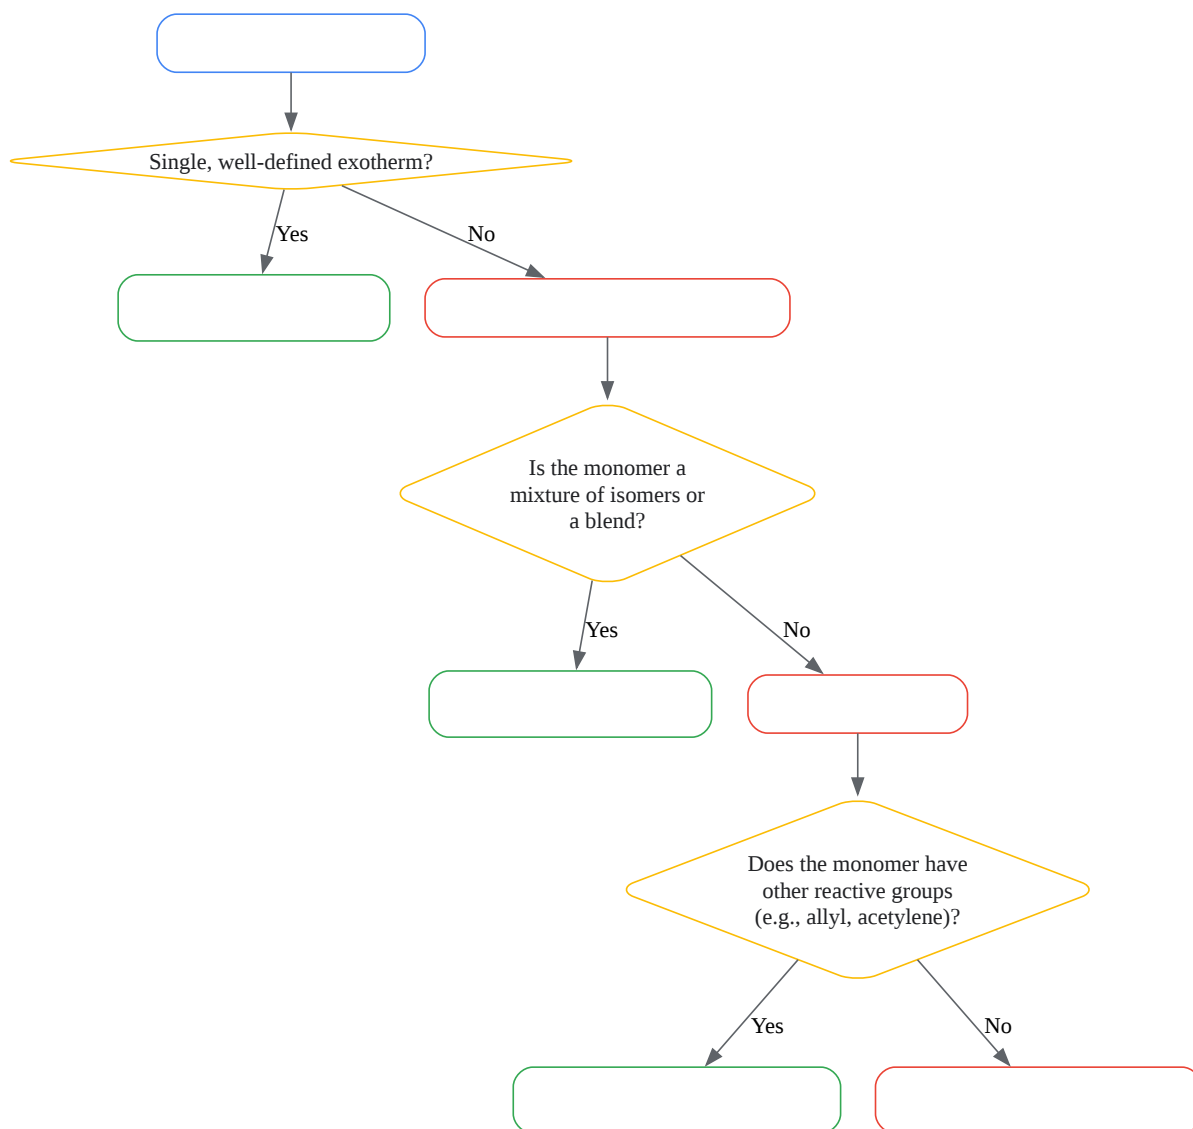 Single, well-defined exotherm?
Yes
No
Is the monomer a
mixture of isomers or
a blend?
Yes
No
Does the monomer have
other reactive groups
(e.g., allyl, acetylene)?
Yes
No